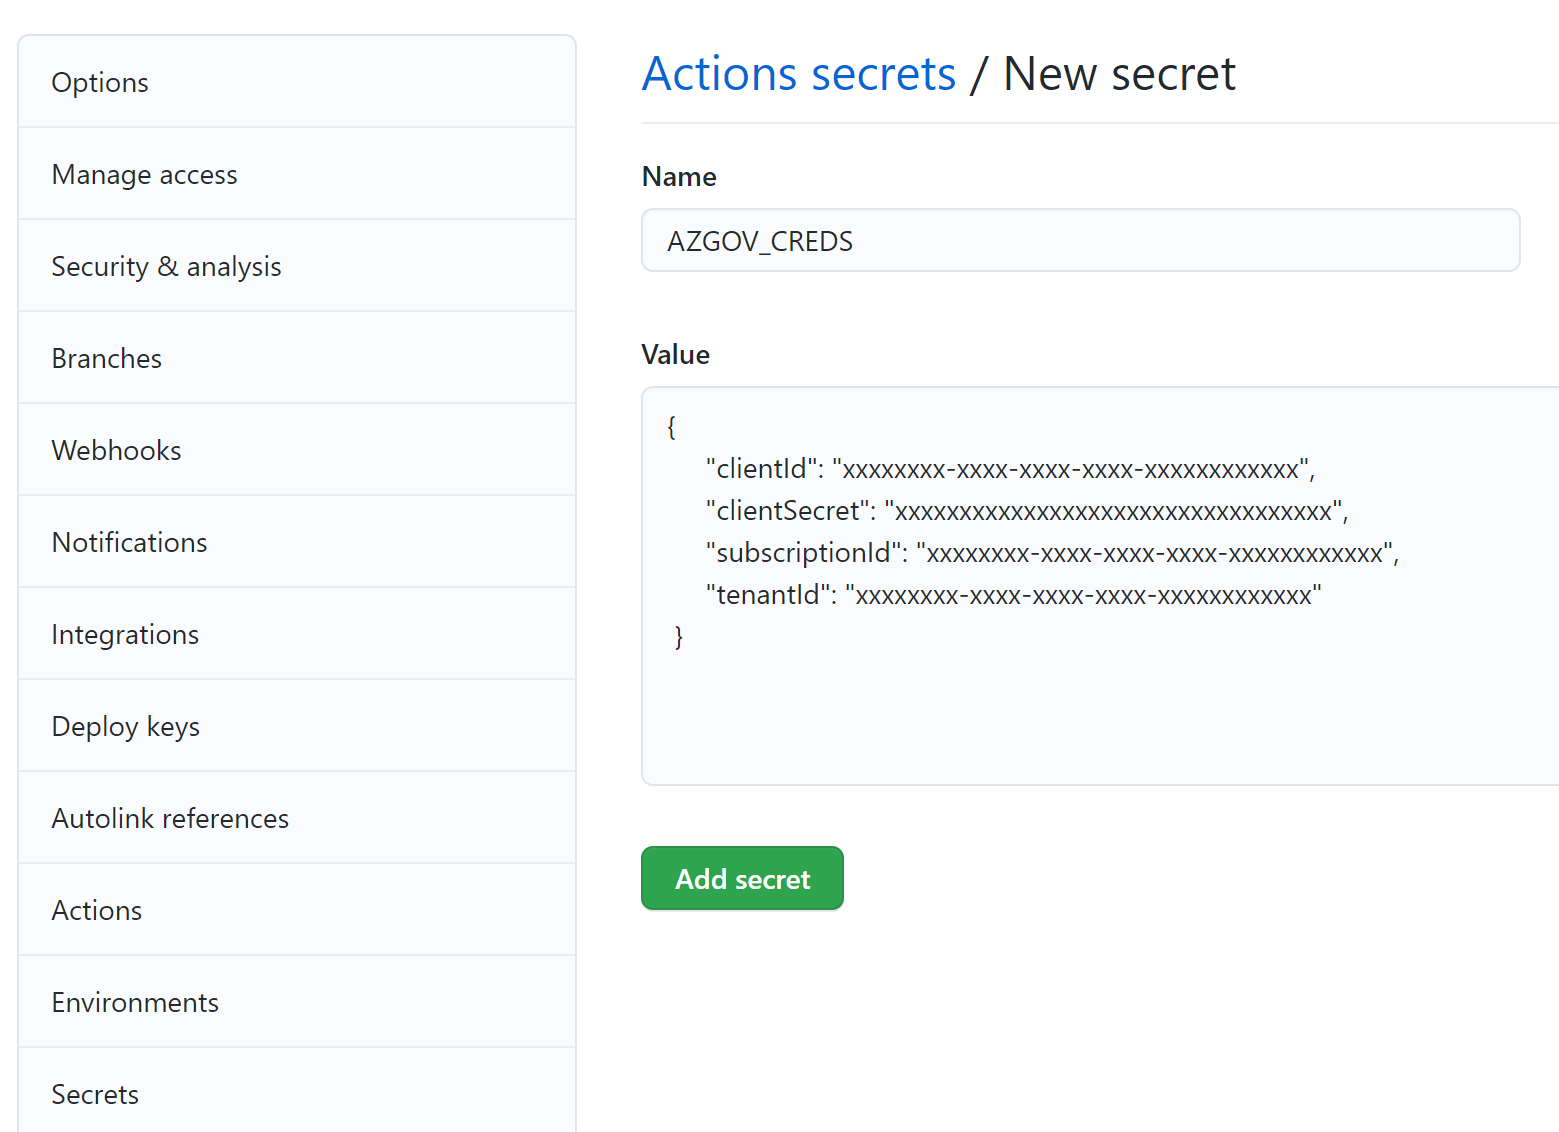 Options
Manage access
Security & analysis
Branches
Webhooks
Notifications
Integrations
Deploy keys
Autolink references
Actions
Environments
Secrets
Actions secrets / New secret
Name
AZGOV_CREDS
Value
{
"clientId": "xxxxxxxx-xxxx-xxxx-xxxx-xxxxxxxxxxxx",
"clientSecret": "xxxxxxxxxxxxxxxxxxxxxxxxxxxxxxxxxx",
"subscriptionId": "xxxxxxxx-xxxx-xxxx-xxxx-xxxxxxxxxxxx",
"tenantId": "xxxxxxxx-xxxx-xxxx-xxxx-xxxxxxxxxxxx"
}
Add secret